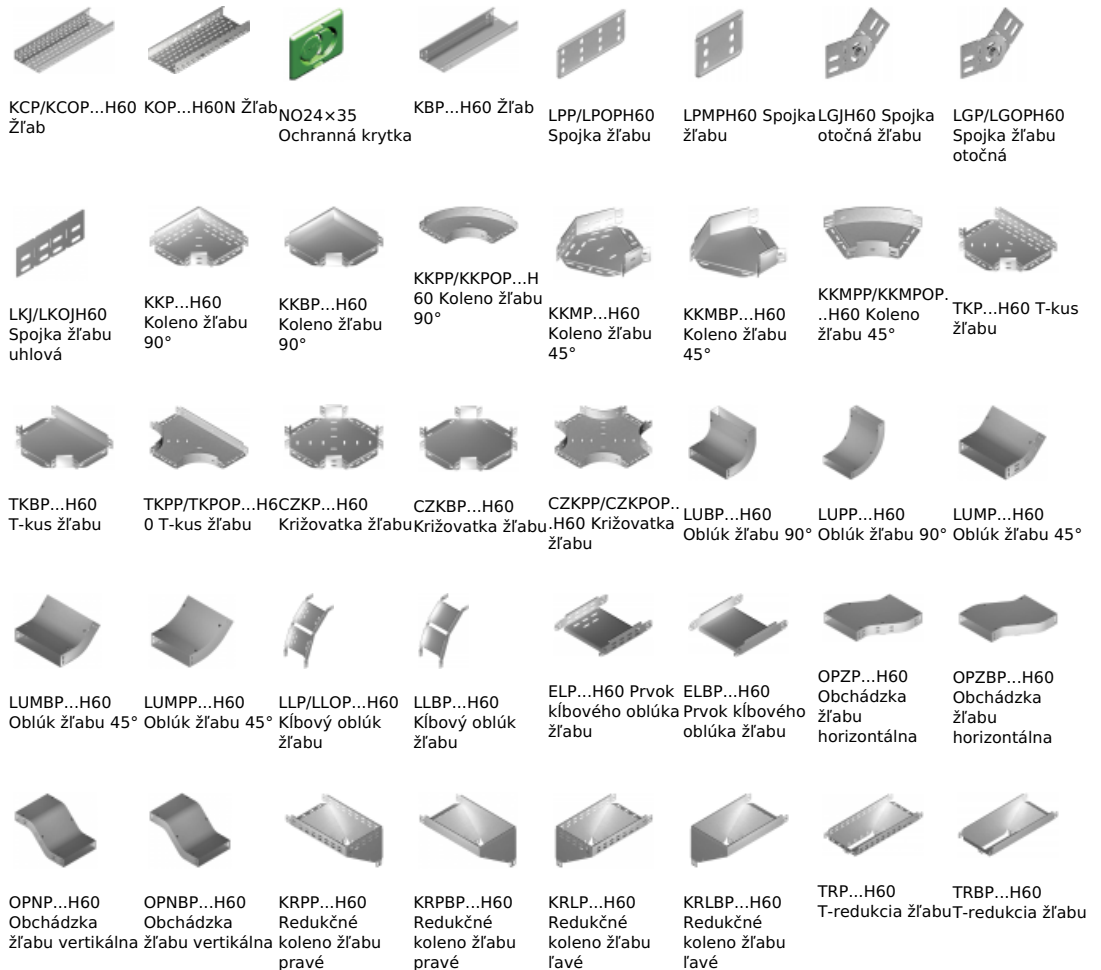 KCP/KCOP...H60
Žľab
KOP...H60N Žľab
NO24×35
Ochranná krytka
KBP...H60 Žľab
LPP/LPOPH60
Spojka žľabu
LPMPH60 Spojka
žľabu
LGJH60 Spojka
otočná žľabu
LGP/LGOPH60
Spojka žľabu
otočná
LKJ/LKOJH60
Spojka žľabu
uhlová
KKP...H60
Koleno žľabu
90°
KKBP...H60
Koleno žľabu
90°
KKPP/KKPOP...H
60 Koleno žľabu
90°
KKMP...H60
Koleno žľabu
45°
KKMBP...H60
Koleno žľabu
45°
KKMPP/KKMPOP.
..H60 Koleno
žľabu 45°
TKP...H60 T-kus
žľabu
TKBP...H60
T-kus žľabu
TKPP/TKPOP...H6
0 T-kus žľabu
CZKP...H60
Križovatka žľabu
CZKBP...H60
Križovatka žľabu
CZKPP/CZKPOP..
.H60 Križovatka
žľabu
LUBP...H60
Oblúk žľabu 90°
LUPP...H60
Oblúk žľabu 90°
LUMP...H60
Oblúk žľabu 45°
LUMBP...H60
Oblúk žľabu 45°
LUMPP...H60
Oblúk žľabu 45°
LLP/LLOP...H60
Kĺbový oblúk
žľabu
LLBP...H60
Kĺbový oblúk
žľabu
ELP...H60 Prvok
kĺbového oblúka
žľabu
ELBP...H60
Prvok kĺbového
oblúka žľabu
OPZP...H60
Obchádzka
žľabu
horizontálna
OPZBP...H60
Obchádzka
žľabu
horizontálna
OPNP...H60
Obchádzka
žľabu vertikálna
OPNBP...H60
Obchádzka
žľabu vertikálna
KRPP...H60
Redukčné
koleno žľabu
pravé
KRPBP...H60
Redukčné
koleno žľabu
pravé
KRLP...H60
Redukčné
koleno žľabu
ľavé
KRLBP...H60
Redukčné
koleno žľabu
ľavé
TRP...H60
T-redukcia žľabu
TRBP...H60
T-redukcia žľabu